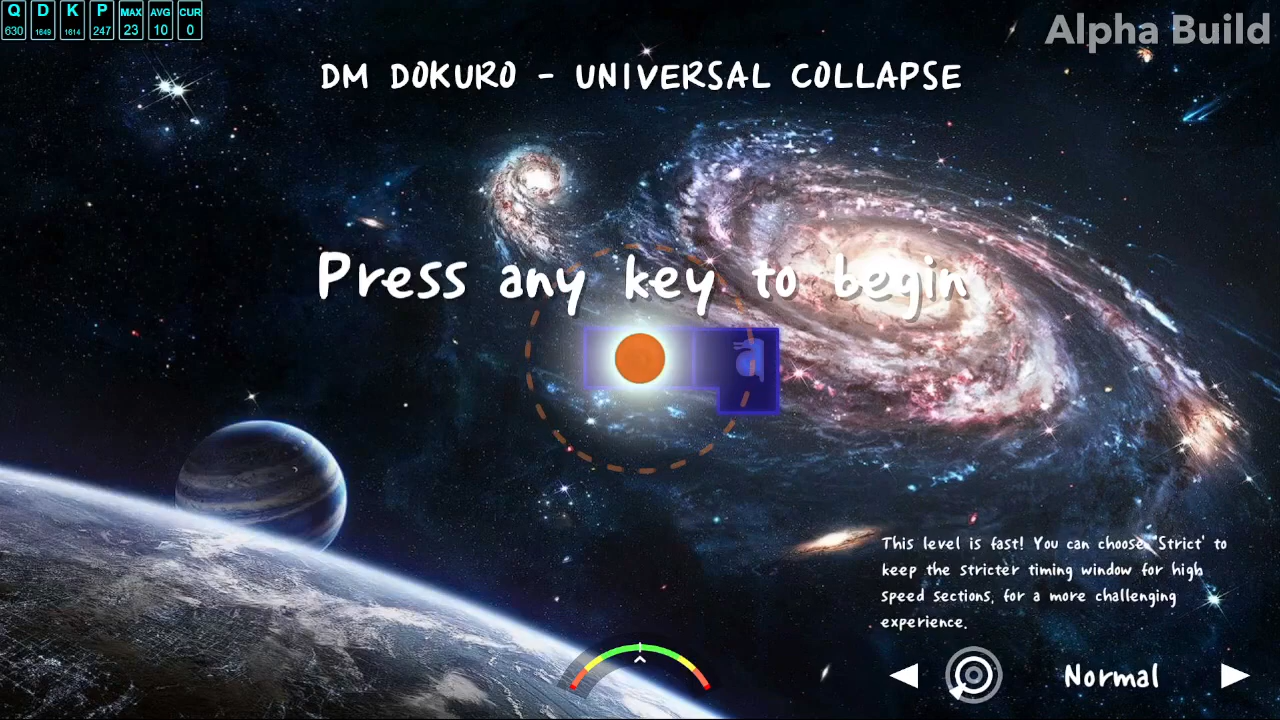 Q D K P MAX AVG CUR
630 1649 1614 247 23 10 0
Alpha Build
DM DOKURO - UNIVERSAL COLLAPSE
Press any key to begin
This level is fast! You can choose 'Strict' to
keep the stricter timing window for high
speed sections, for a more challenging
experience.
Normal